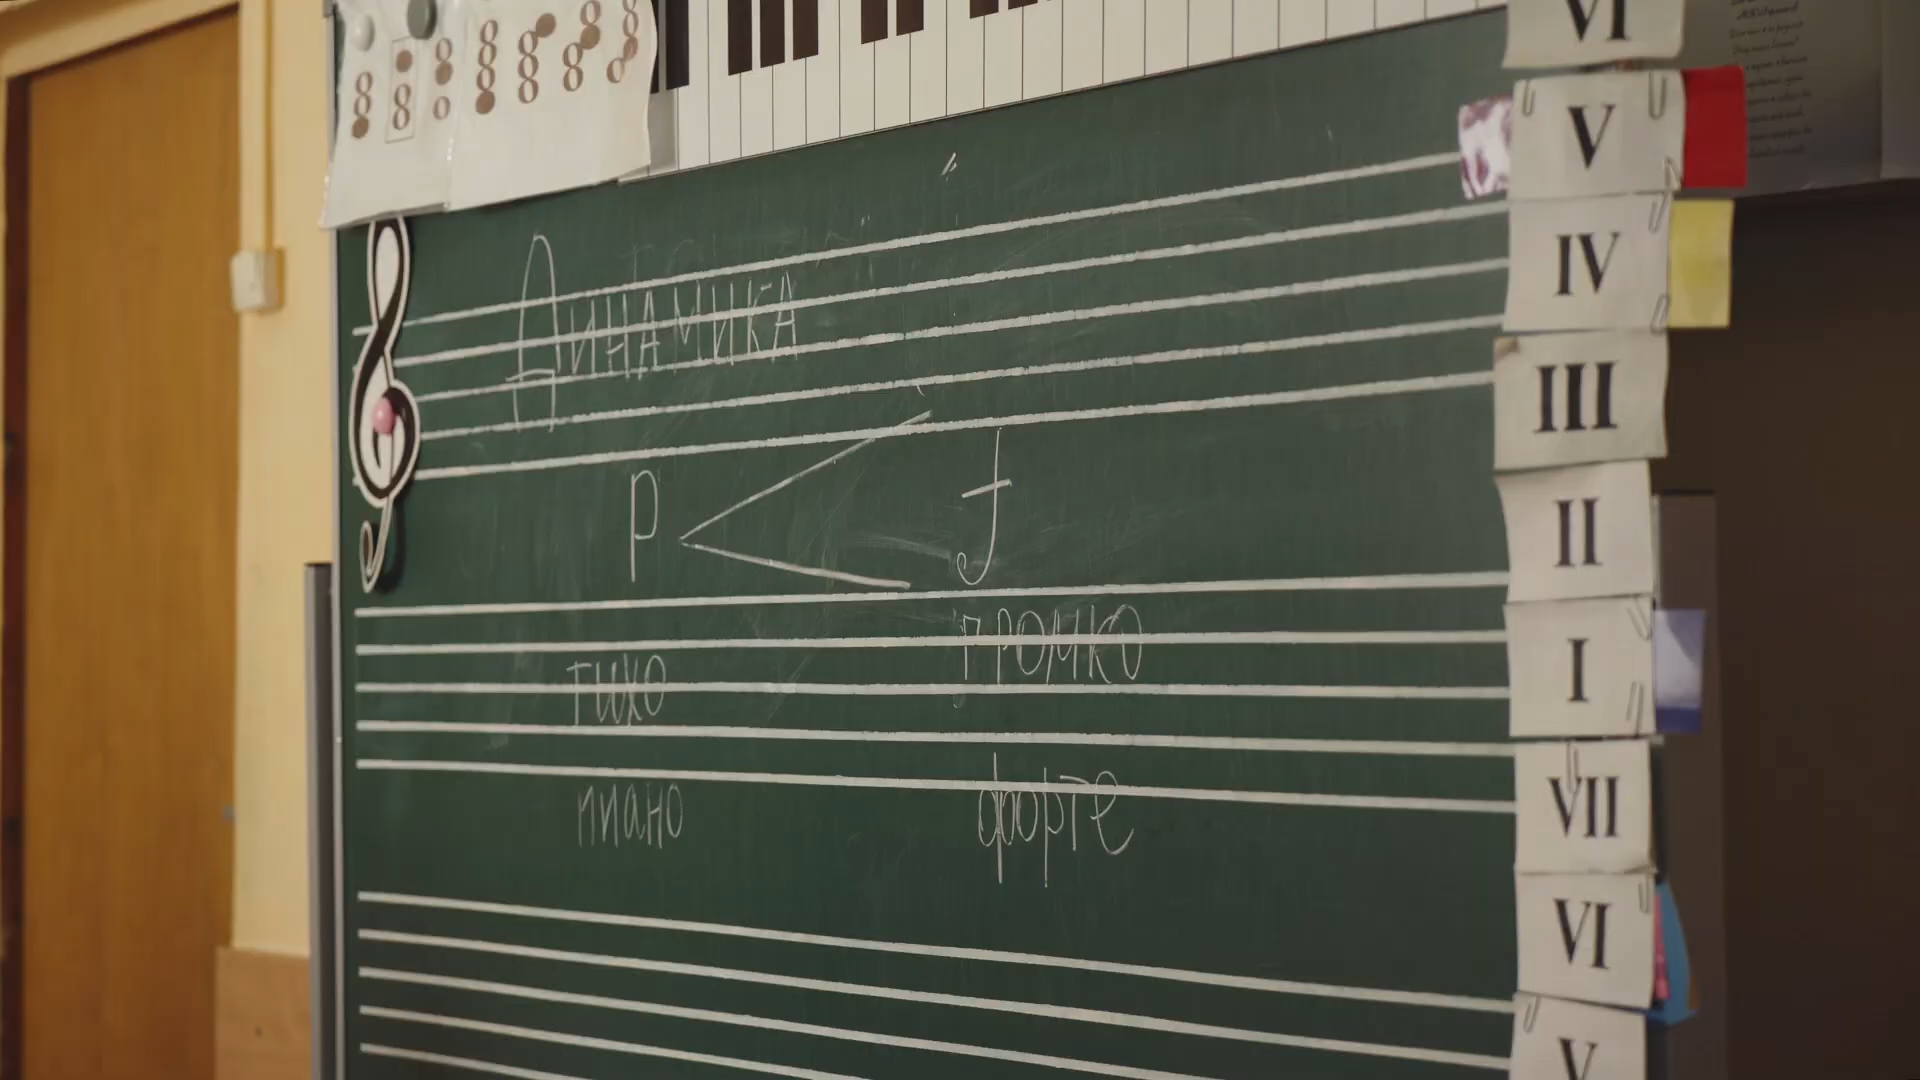 VI
V
IV
Динамика
III
P < f
II
громко
I
тихо
VII
пиано
форте
VI
V